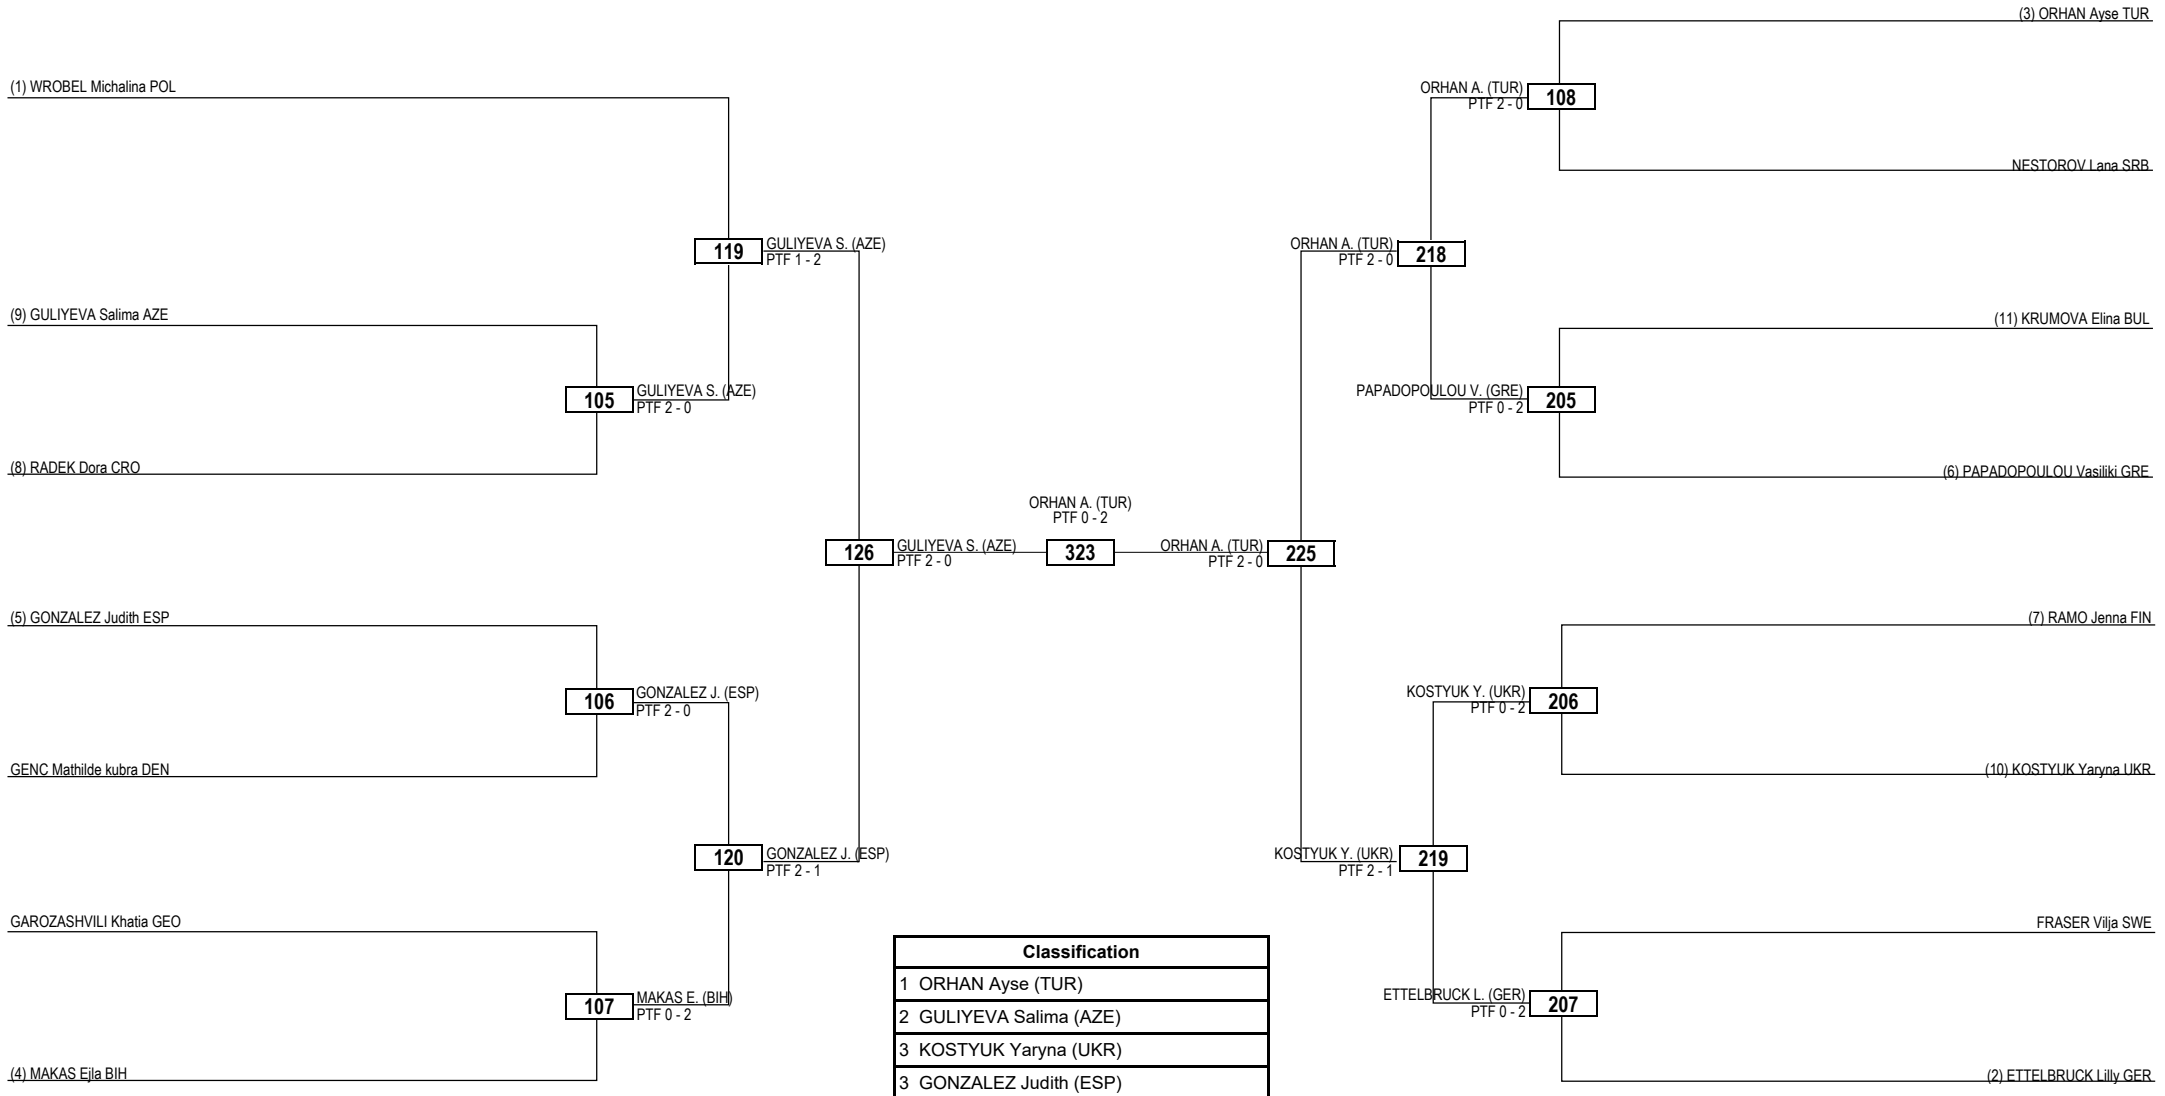 (3) ORHAN Ayse TUR
(1) WROBEL Michalina POL
ORHAN A. (TUR)
PTF 2 - 0
108
NESTOROV Lana SRB
119
GULIYEVA S. (AZE)
PTF 1 - 2
ORHAN A. (TUR)
PTF 2 - 0
218
(9) GULIYEVA Salima AZE
(11) KRUMOVA Elina BUL
105
GULIYEVA S. (AZE)
PTF 2 - 0
PAPADOPOULOU V. (GRE)
PTF 0 - 2
205
(8) RADEK Dora CRO
(6) PAPADOPOULOU Vasiliki GRE
ORHAN A. (TUR)
PTF 0 - 2
126
GULIYEVA S. (AZE)
PTF 2 - 0
323
ORHAN A. (TUR)
PTF 2 - 0
225
(5) GONZALEZ Judith ESP
(7) RAMO Jenna FIN
106
GONZALEZ J. (ESP)
PTF 2 - 0
KOSTYUK Y. (UKR)
PTF 0 - 2
206
GENC Mathilde kubra DEN
(10) KOSTYUK Yaryna UKR
120
GONZALEZ J. (ESP)
PTF 2 - 1
KOSTYUK Y. (UKR)
PTF 2 - 1
219
GAROZASHVILI Khatia GEO
FRASER Vilja SWE
107
MAKAS E. (BIH)
PTF 0 - 2
ETTELBRUCK L. (GER)
PTF 0 - 2
207
(4) MAKAS Ejla BIH
(2) ETTELBRUCK Lilly GER
Classification
1 ORHAN Ayse (TUR)
2 GULIYEVA Salima (AZE)
3 KOSTYUK Yaryna (UKR)
3 GONZALEZ Judith (ESP)